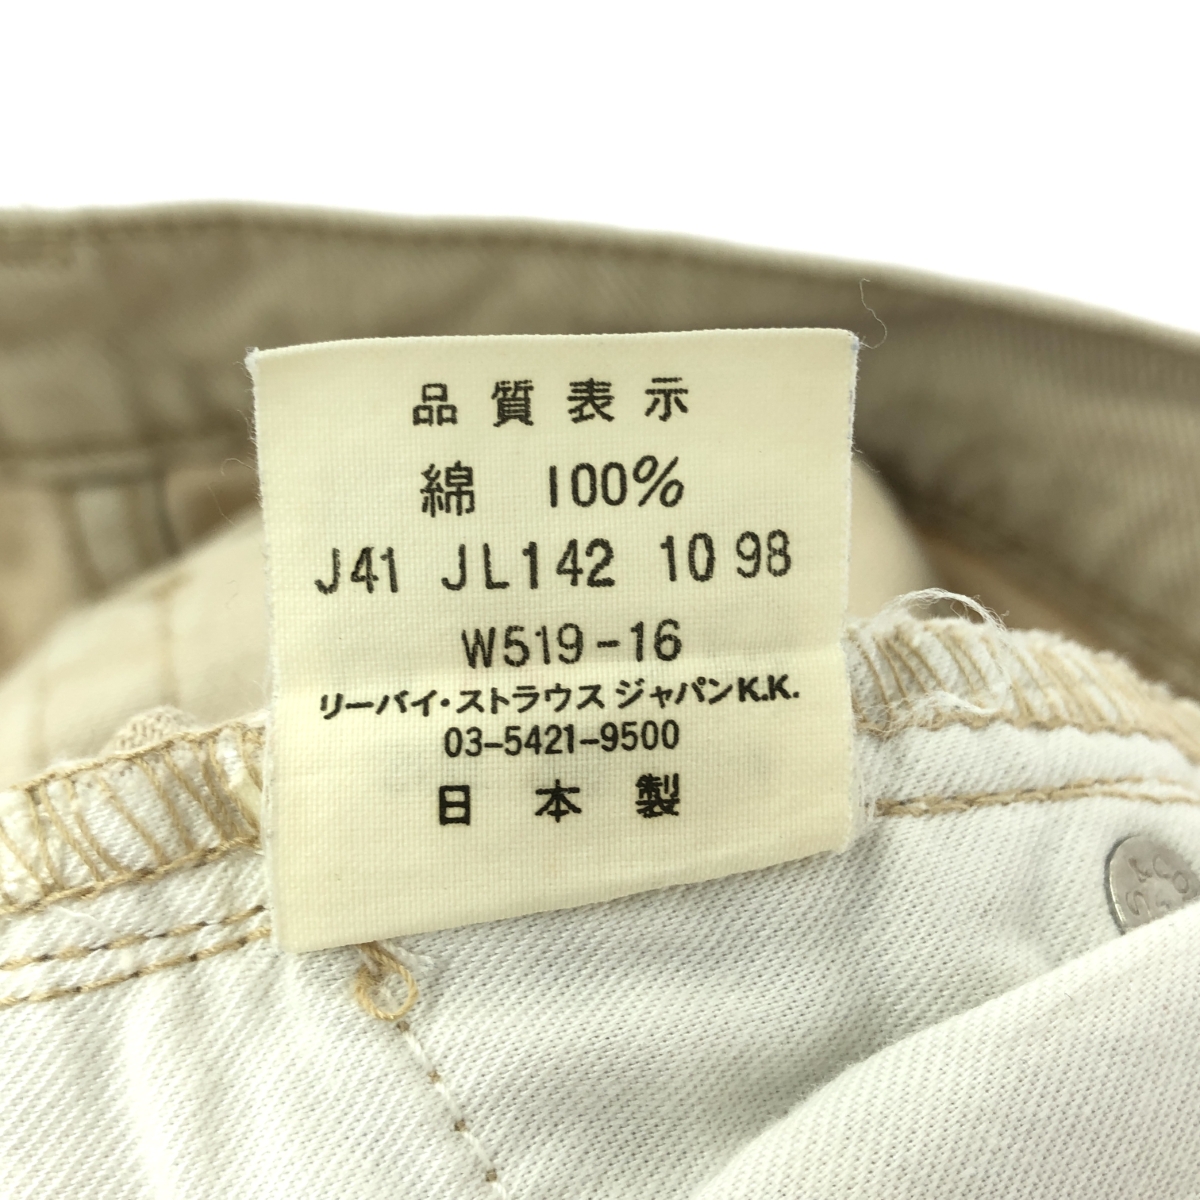 品質表示
綿 100%
J41 JL142 10 98
W519-16
リーバイ・ストラウス ジャパンK.K.
03-5421-9500
日本製